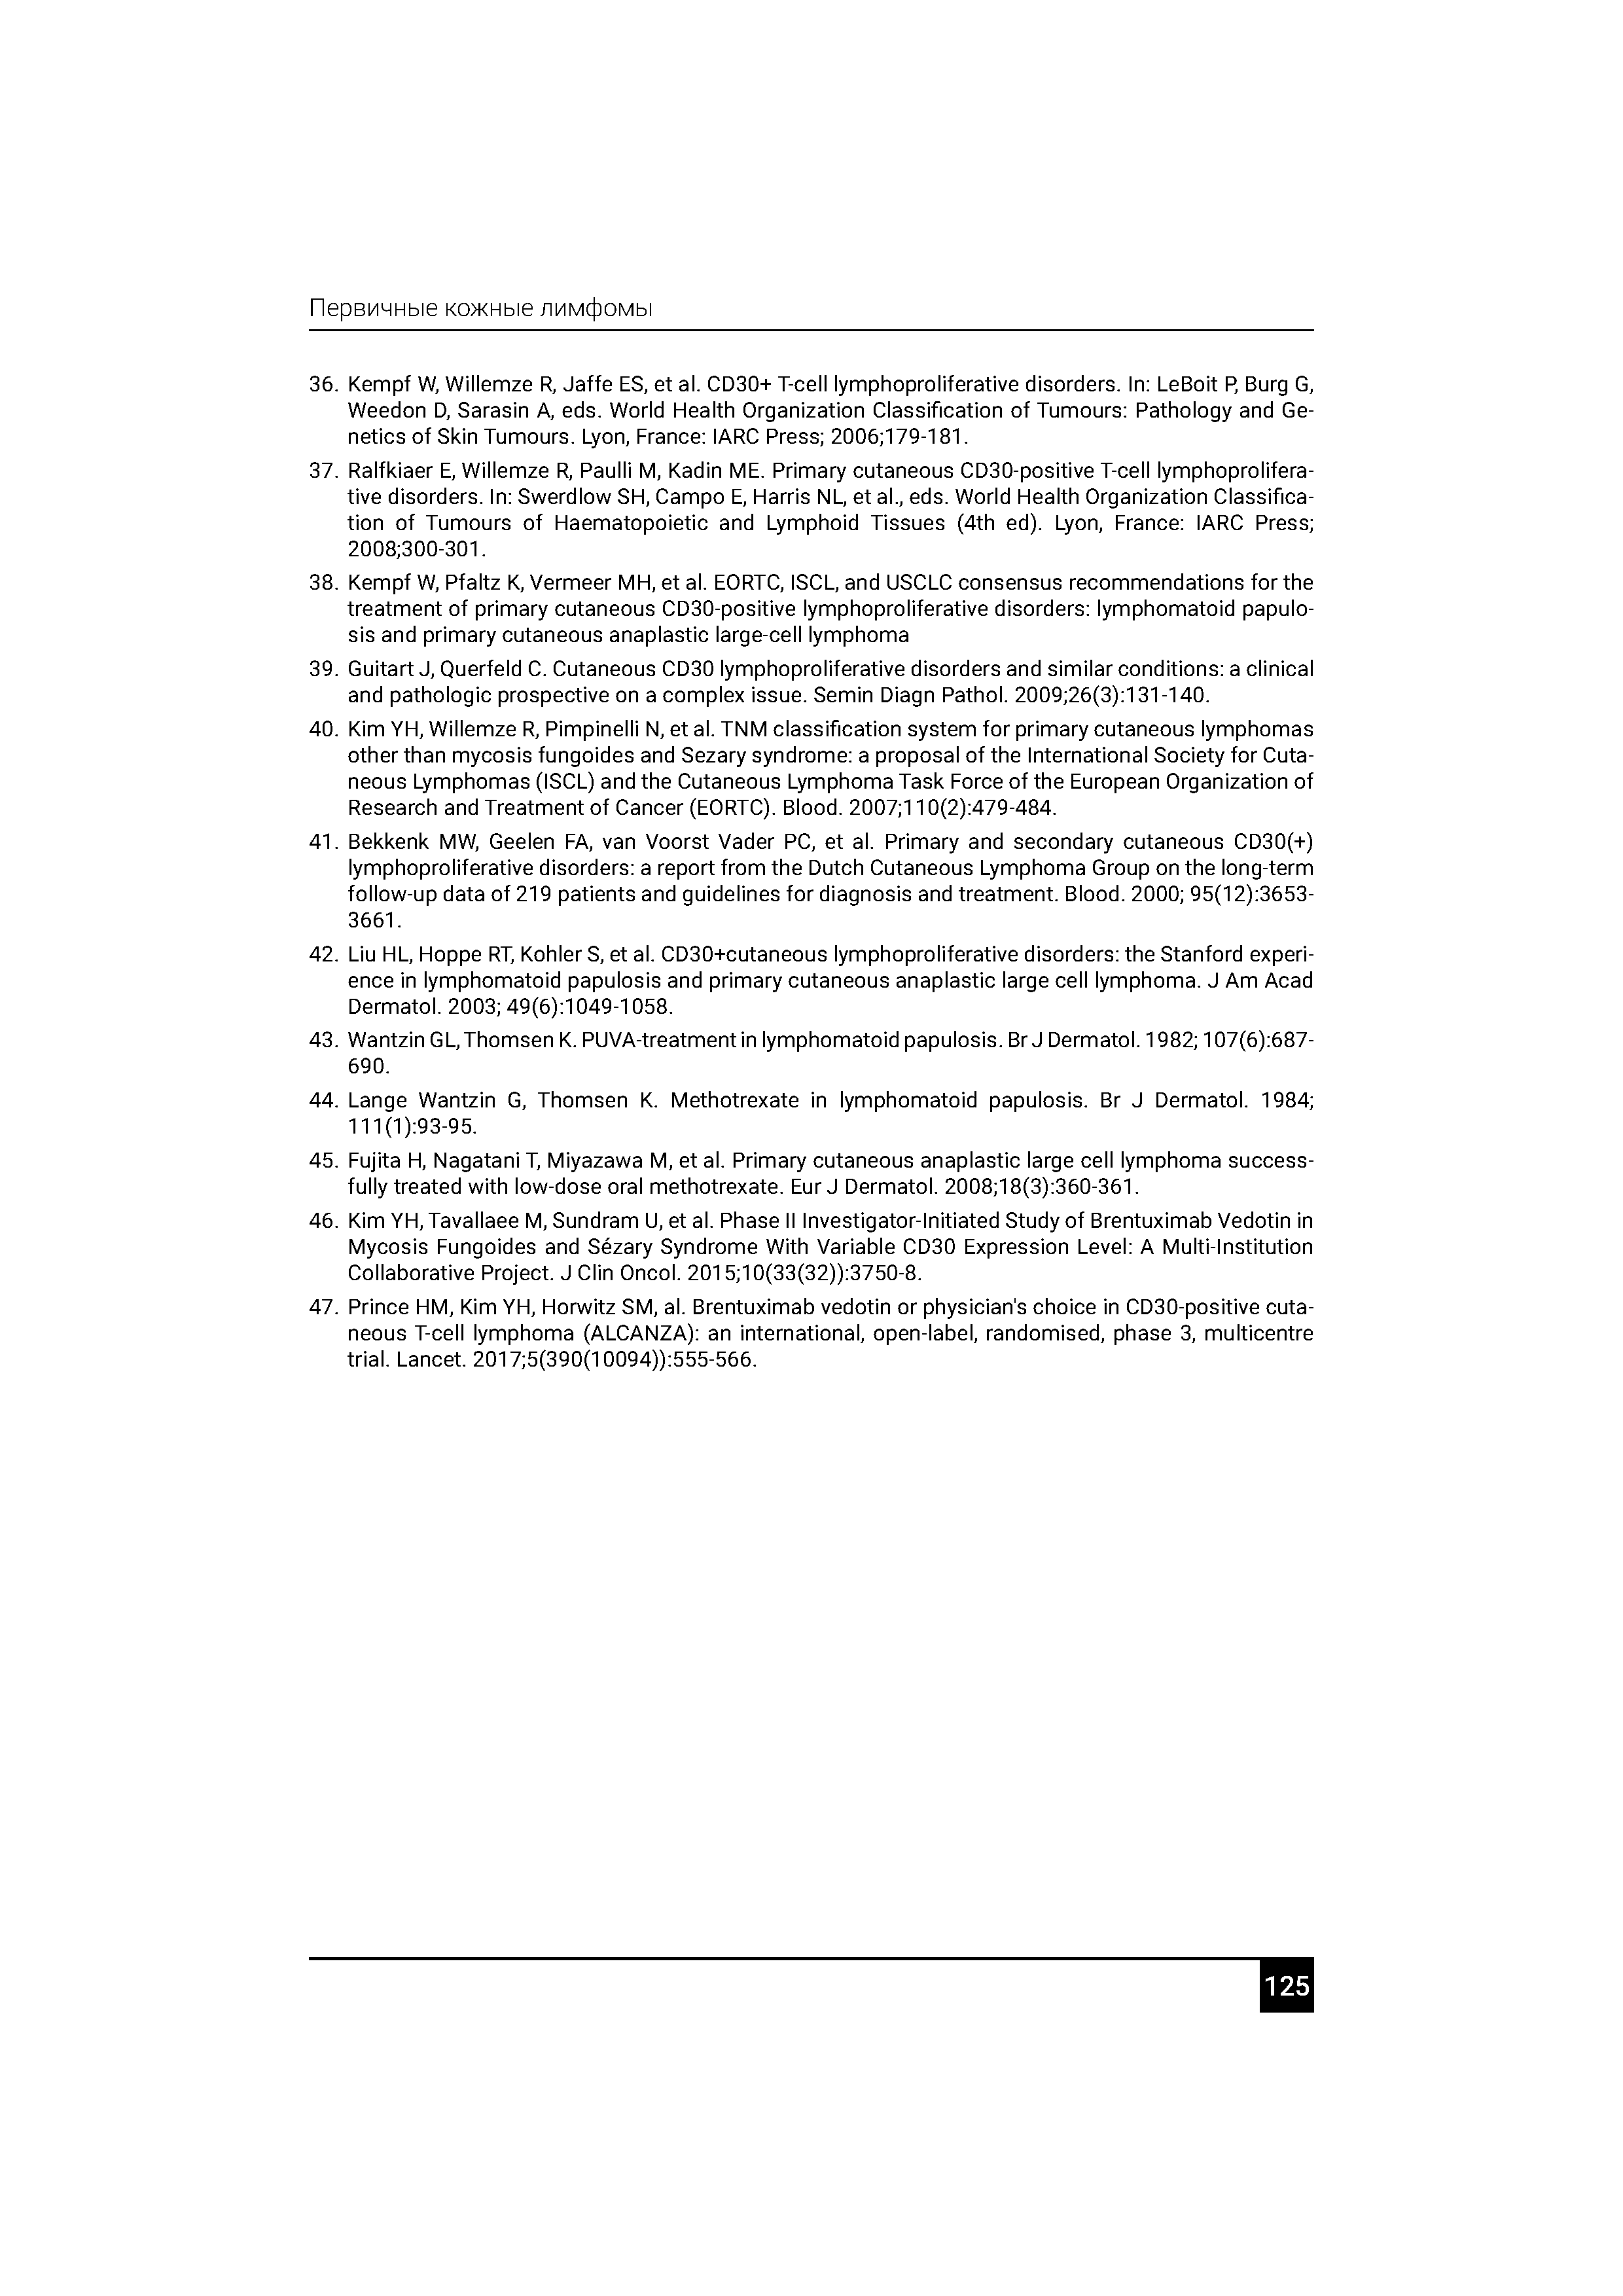 Первичные кожные лимфомы
36. Kempf W, Willemze R, Jaffe ES, et al. CD30+ T-cell lymphoproliferative disorders. In: LeBoit P, Burg G,
Weedon D, Sarasin A, eds. World Health Organization Classification of Tumours: Pathology and Ge-
netics of Skin Tumours. Lyon, France: IARC Press; 2006;179-181.
37. Ralfkiaer E, Willemze R, Paulli M, Kadin ME. Primary cutaneous CD30-positive T-cell lymphoprolifera-
tive disorders. In: Swerdlow SH, Campo E, Harris NL, et al., eds. World Health Organization Classifica-
tion of Tumours of Haematopoietic and Lymphoid Tissues (4th ed). Lyon, France: IARC Press;
2008;300-301.
38. Kempf W, Pfaltz K, Vermeer MH, et al. EORTC, ISCL, and USCLC consensus recommendations for the
treatment of primary cutaneous CD30-positive lymphoproliferative disorders: lymphomatoid papulo-
sis and primary cutaneous anaplastic large-cell lymphoma
39. Guitart J, Querfeld C. Cutaneous CD30 lymphoproliferative disorders and similar conditions: a clinical
and pathologic prospective on a complex issue. Semin Diagn Pathol. 2009;26(3):131-140.
40. Kim YH, Willemze R, Pimpinelli N, et al. TNM classification system for primary cutaneous lymphomas
other than mycosis fungoides and Sezary syndrome: a proposal of the International Society for Cuta-
neous Lymphomas (ISCL) and the Cutaneous Lymphoma Task Force of the European Organization of
Research and Treatment of Cancer (EORTC). Blood. 2007;110(2):479-484.
41. Bekkenk MW, Geelen FA, van Voorst Vader PC, et al. Primary and secondary cutaneous CD30(+)
lymphoproliferative disorders: a report from the Dutch Cutaneous Lymphoma Group on the long-term
follow-up data of 219 patients and guidelines for diagnosis and treatment. Blood. 2000; 95(12):3653-
3661.
42. Liu HL, Hoppe RT, Kohler S, et al. CD30+cutaneous lymphoproliferative disorders: the Stanford experi-
ence in lymphomatoid papulosis and primary cutaneous anaplastic large cell lymphoma. J Am Acad
Dermatol. 2003; 49(6):1049-1058.
43. Wantzin GL, Thomsen K. PUVA-treatment in lymphomatoid papulosis. Br J Dermatol. 1982; 107(6):687-
690.
44. Lange Wantzin G, Thomsen K. Methotrexate in lymphomatoid papulosis. Br J Dermatol. 1984;
111(1):93-95.
45. Fujita H, Nagatani T, Miyazawa M, et al. Primary cutaneous anaplastic large cell lymphoma success-
fully treated with low-dose oral methotrexate. Eur J Dermatol. 2008;18(3):360-361.
46. Kim YH, Tavallaee M, Sundram U, et al. Phase II Investigator-Initiated Study of Brentuximab Vedotin in
Mycosis Fungoides and Sézary Syndrome With Variable CD30 Expression Level: A Multi-Institution
Collaborative Project. J Clin Oncol. 2015;10(33(32)):3750-8.
47. Prince HM, Kim YH, Horwitz SM, al. Brentuximab vedotin or physician's choice in CD30-positive cuta-
neous T-cell lymphoma (ALCANZA): an international, open-label, randomised, phase 3, multicentre
trial. Lancet. 2017;5(390(10094)):555-566.
125